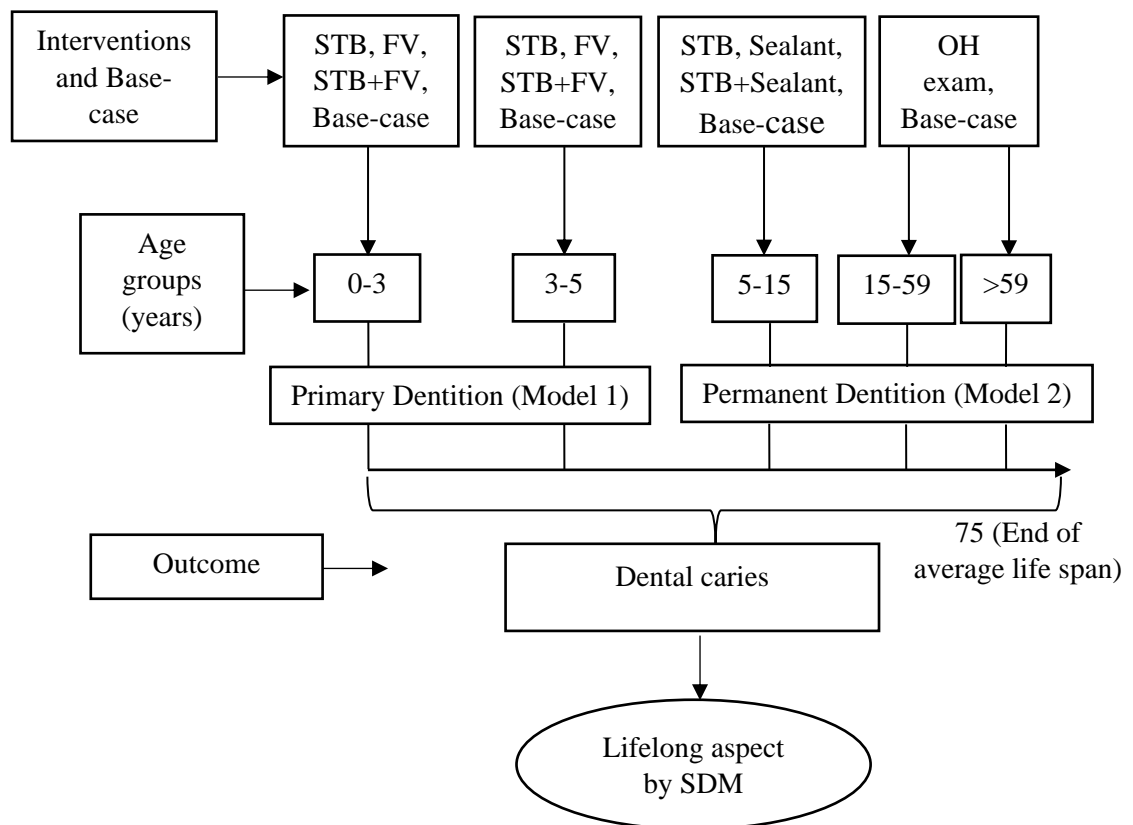 Interventions
and Base-
case
STB, FV,
STB+FV,
Base-case
STB, FV,
STB+FV,
Base-case
STB, Sealant,
STB+Sealant,
Base-case
OH
exam,
Base-case
Age
groups
(years)
0-3
3-5
5-15
15-59
>59
Primary Dentition (Model 1)
Permanent Dentition (Model 2)
75 (End of
average life span)
Outcome
Dental caries
Lifelong aspect
by SDM